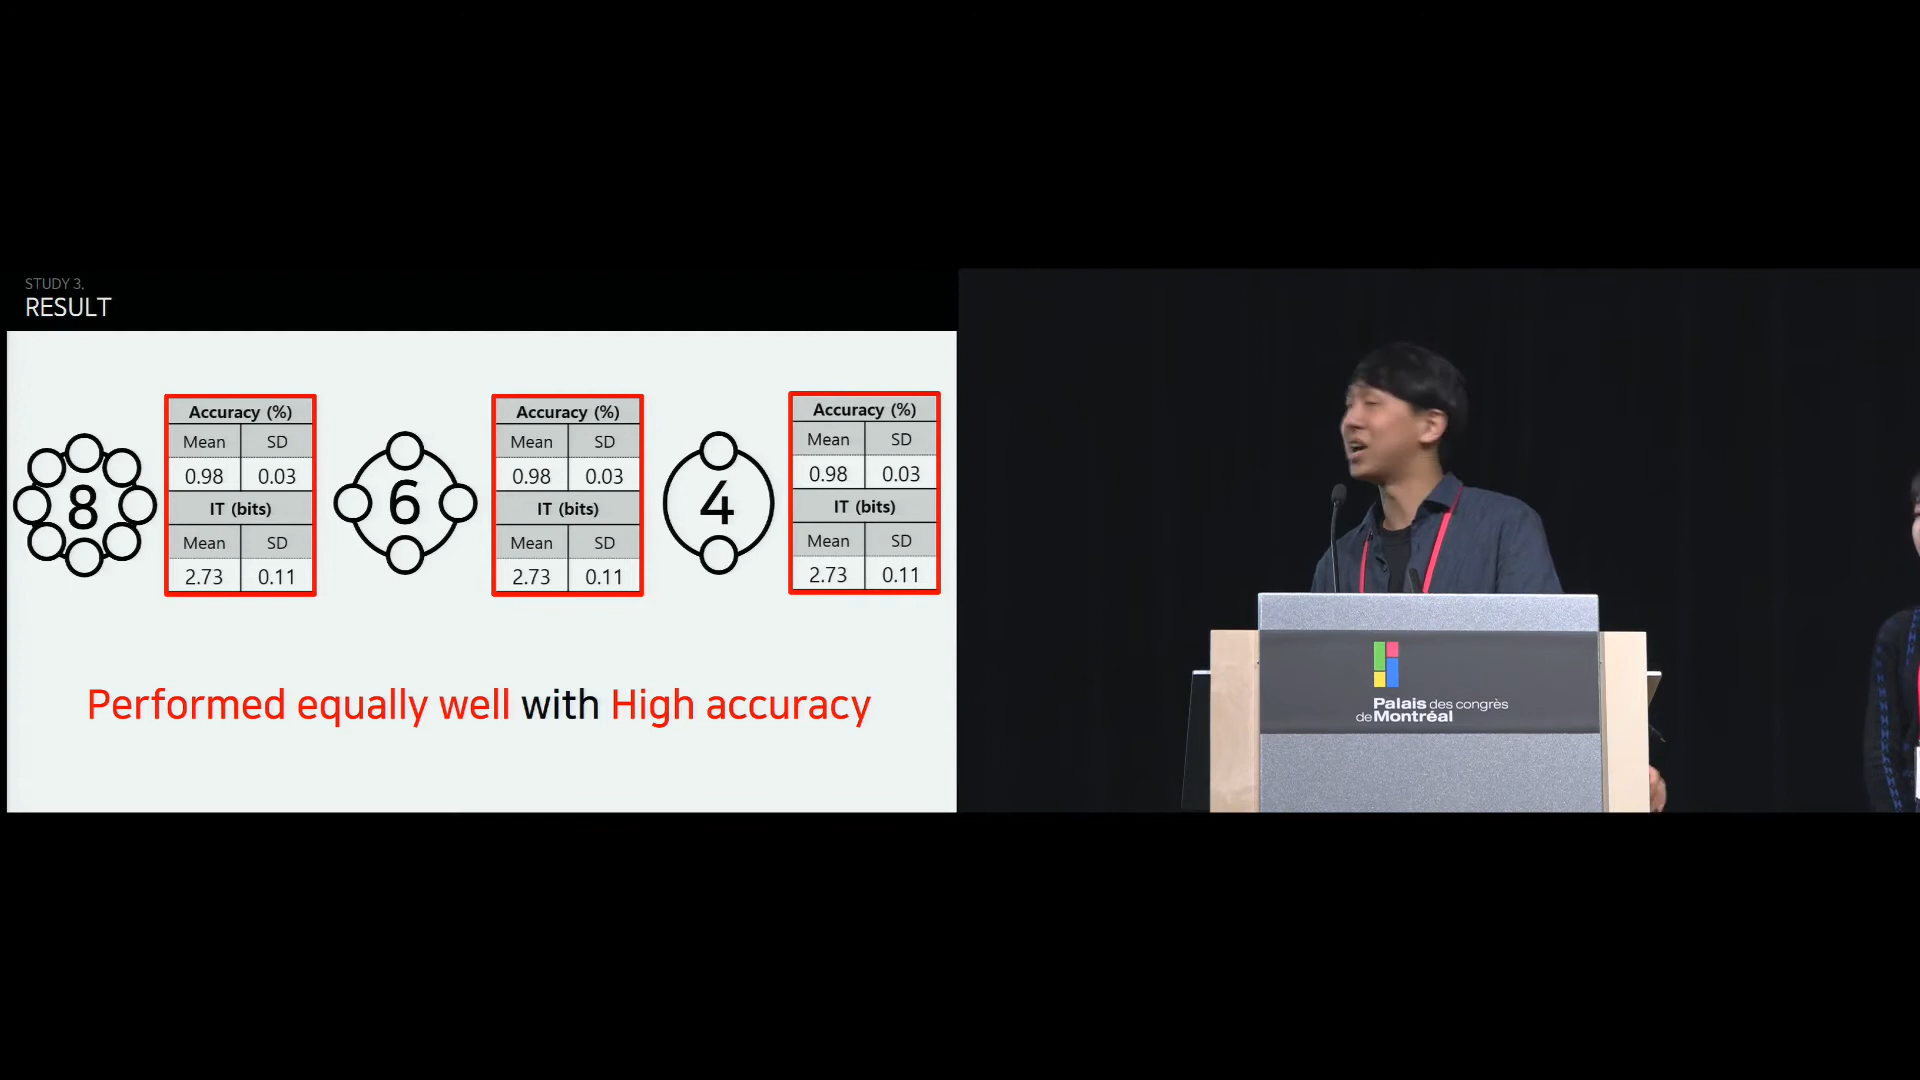 STUDY 3.
RESULT
8
Accuracy (%)
Mean SD
0.98 0.03
IT (bits)
Mean SD
2.73 0.11
6
Accuracy (%)
Mean SD
0.98 0.03
IT (bits)
Mean SD
2.73 0.11
4
Accuracy (%)
Mean SD
0.98 0.03
IT (bits)
Mean SD
2.73 0.11
Performed equally well with High accuracy
Palais des congrès
de Montréal